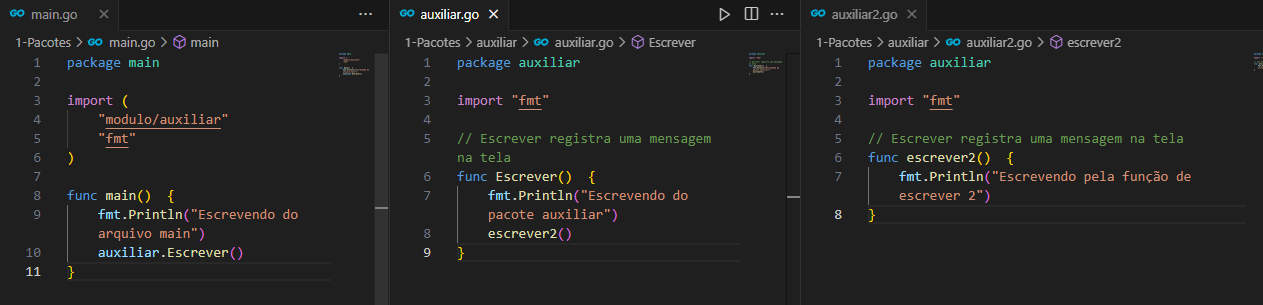 main.go
1-Pacotes > main.go > main
1 package main
2
3 import (
4 "modulo/auxiliar"
5 "fmt"
6 )
7
8 func main() {
9 fmt.Println("Escrevendo do
arquivo main")
10 auxiliar.Escrever()
11 }
auxiliar.go
1-Pacotes > auxiliar > auxiliar.go > Escrever
1 package auxiliar
2
3 import "fmt"
4
5 // Escrever registra uma mensagem
na tela
6 func Escrever() {
7 fmt.Println("Escrevendo do
pacote auxiliar")
8 escrever2()
9 }
auxiliar2.go
1-Pacotes > auxiliar > auxiliar2.go > escrever2
1 package auxiliar
2
3 import "fmt"
4
5 // Escrever registra uma mensagem na tela
6 func escrever2() {
7 fmt.Println("Escrevendo pela função de
escrever 2")
8 }